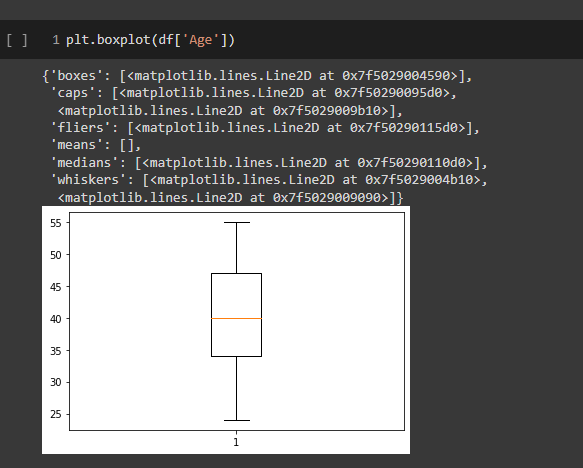 [ ] 1 plt.boxplot(df['Age'])
{'boxes': [<matplotlib.lines.Line2D at 0x7f5029004590>],
 'caps': [<matplotlib.lines.Line2D at 0x7f50290095d0>,
  <matplotlib.lines.Line2D at 0x7f5029009b10>],
 'fliers': [<matplotlib.lines.Line2D at 0x7f50290115d0>],
 'means': [],
 'medians': [<matplotlib.lines.Line2D at 0x7f50290110d0>],
 'whiskers': [<matplotlib.lines.Line2D at 0x7f5029004b10>,
  <matplotlib.lines.Line2D at 0x7f5029009090>]}
55
50
45
40
35
30
25
1